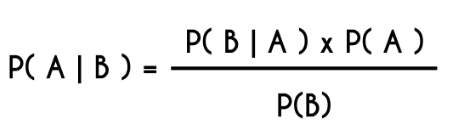 P( A | B ) = P( B | A ) x P( A )
P(B)